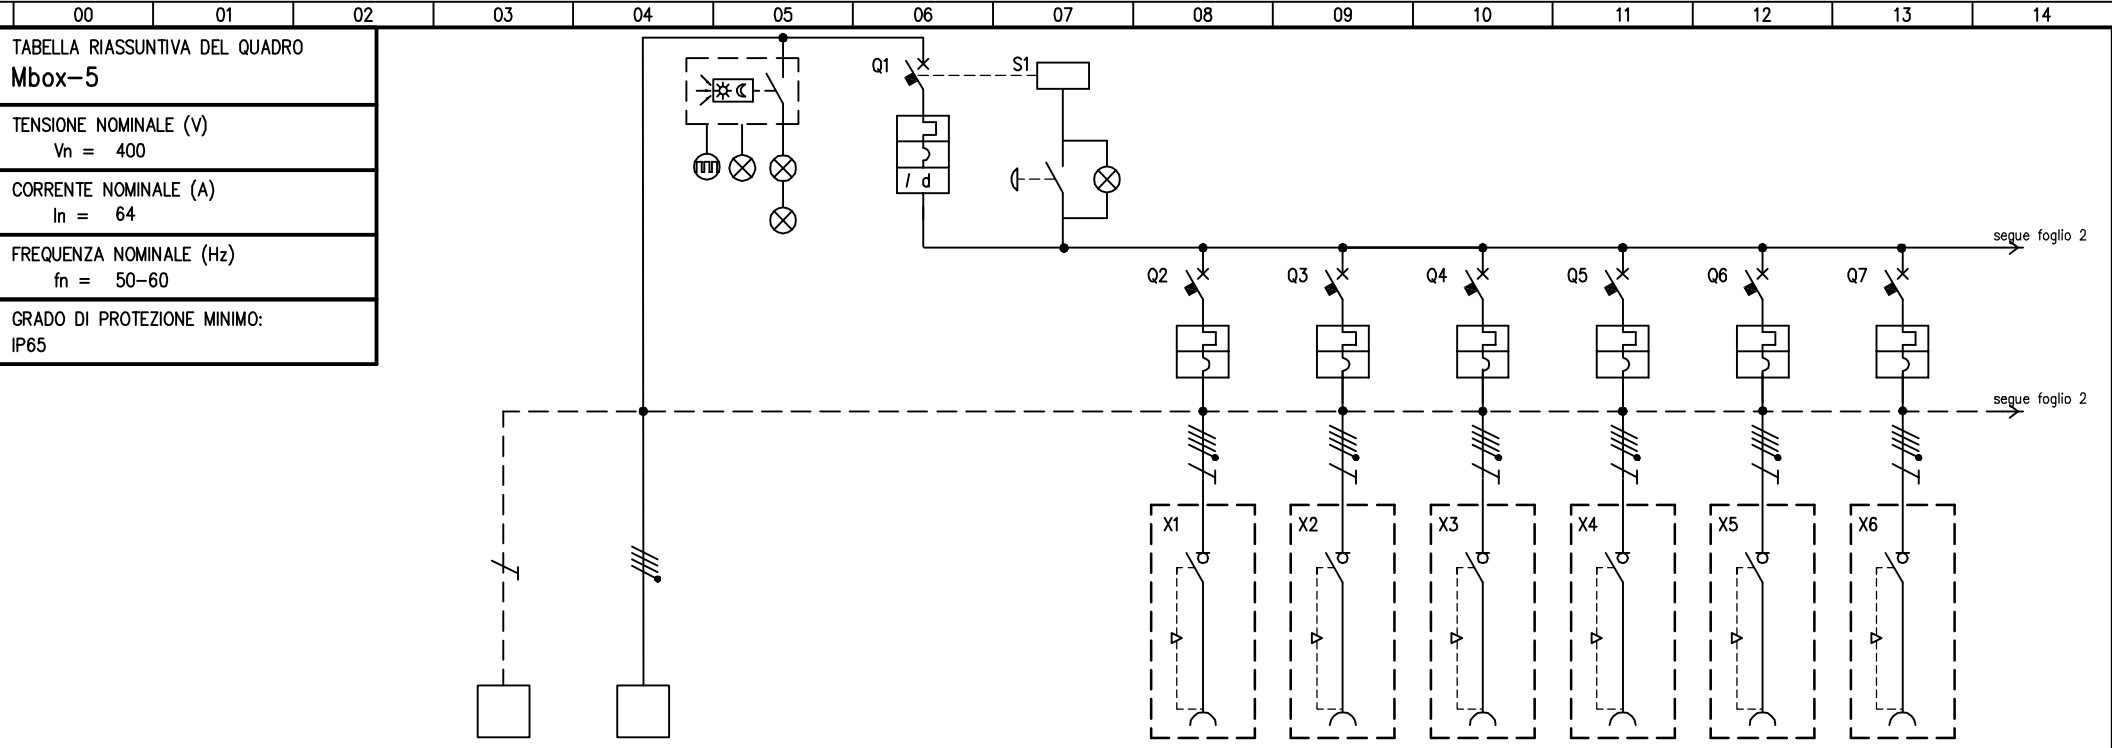 00 01 02 03 04 05 06 07 08 09 10 11 12 13 14
TABELLA RIASSUNTIVA DEL QUADRO
Mbox-5
TENSIONE NOMINALE (V)
Vn = 400
CORRENTE NOMINALE (A)
In = 64
FREQUENZA NOMINALE (Hz)
fn = 50-60
GRADO DI PROTEZIONE MINIMO:
IP65
Q1 S1
I d
segue foglio 2
Q2 Q3 Q4 Q5 Q6 Q7
segue foglio 2
X1 X2 X3 X4 X5 X6